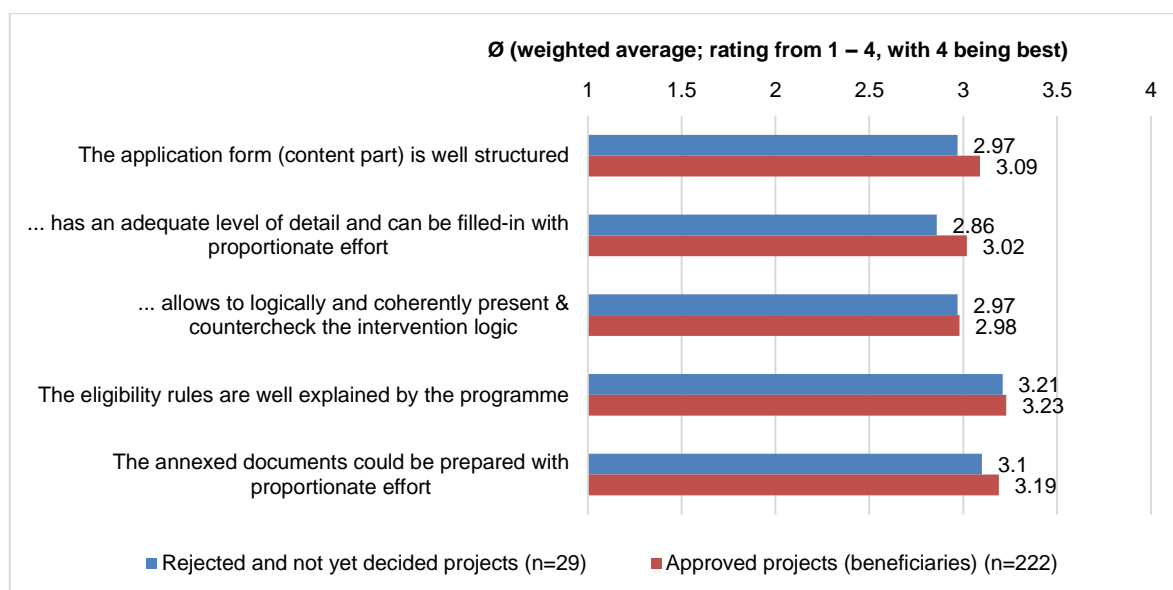 Ø (weighted average; rating from 1 – 4, with 4 being best)
1 1.5 2 2.5 3 3.5 4
The application form (content part) is well structured
2.97
3.09
... has an adequate level of detail and can be filled-in with
proportionate effort
2.86
3.02
... allows to logically and coherently present &
countercheck the intervention logic
2.97
2.98
The eligibility rules are well explained by the programme
3.21
3.23
The annexed documents could be prepared with
proportionate effort
3.1
3.19
Rejected and not yet decided projects (n=29) Approved projects (beneficiaries) (n=222)